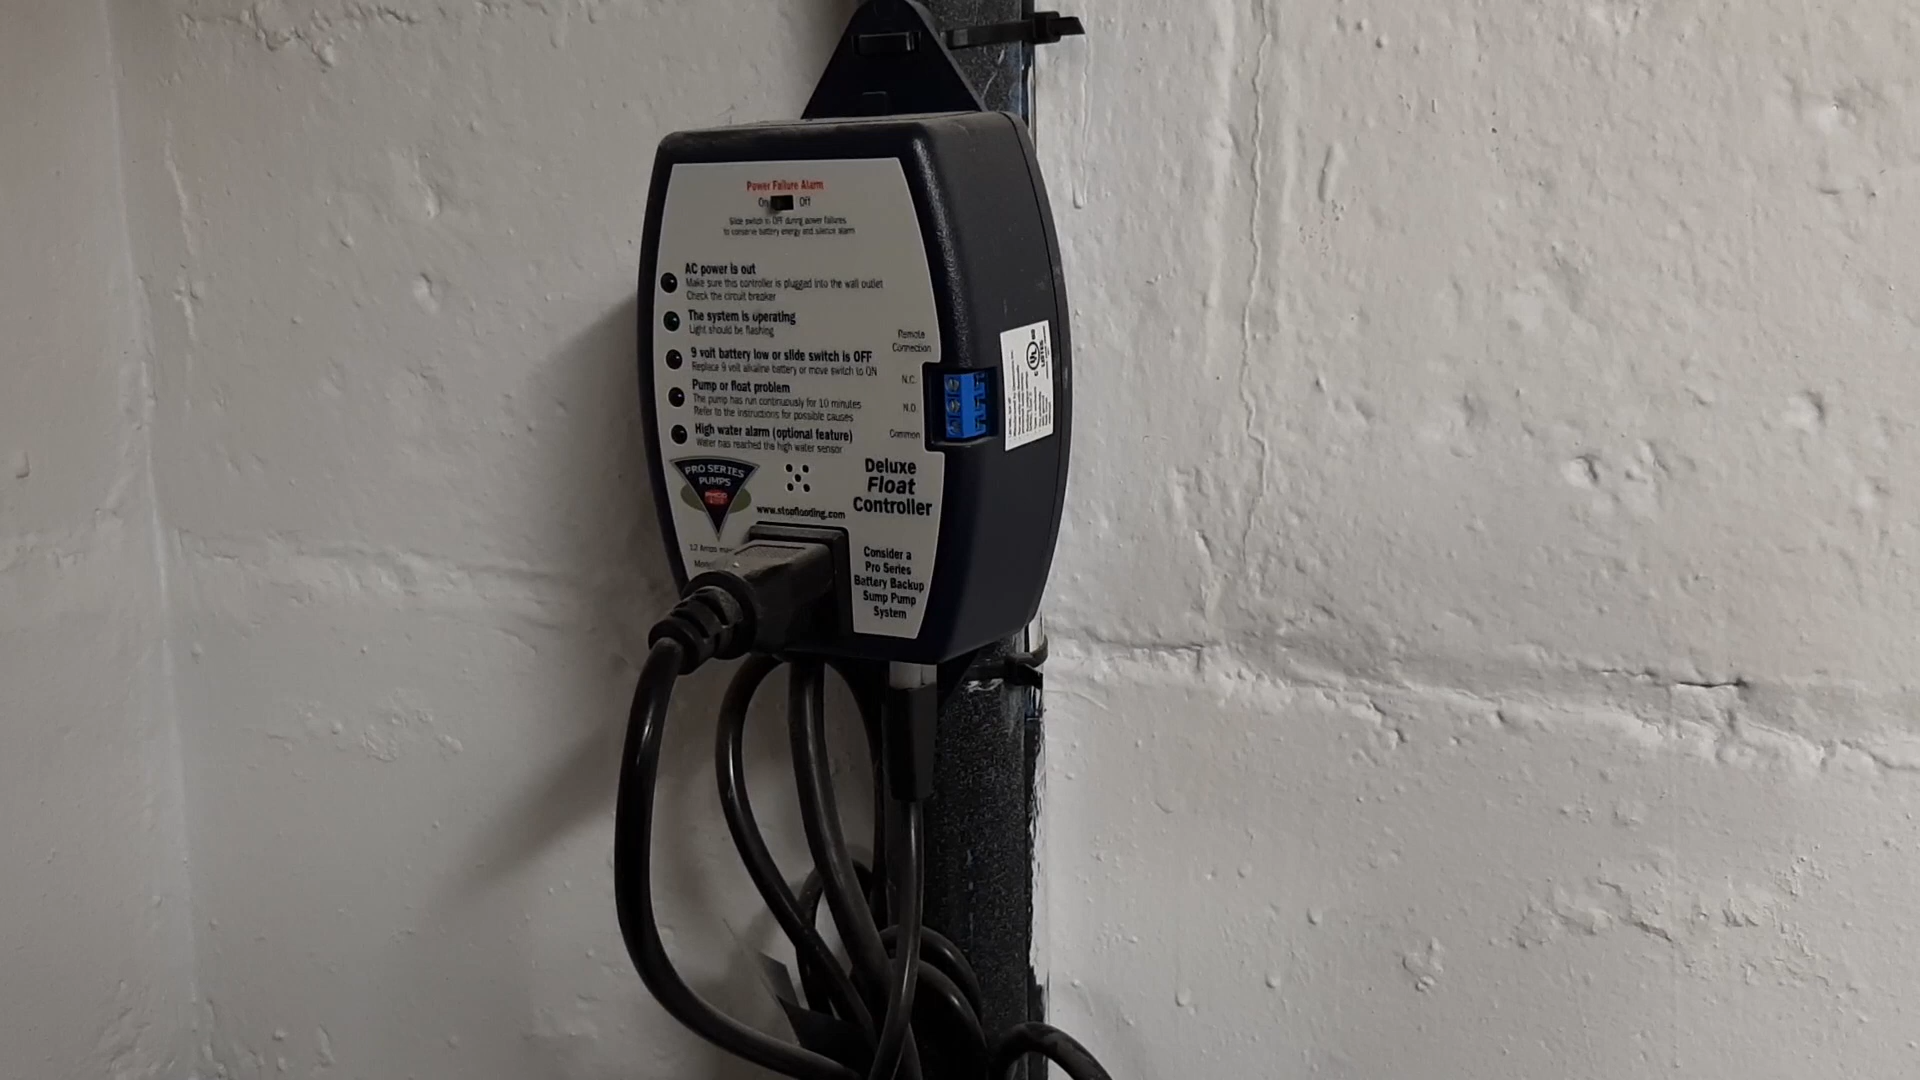 Power Failure Alarm
On Off
Slide switch to OFF during power failures
to conserve battery energy and silence alarm
AC power is out
Make sure this controller is plugged into the wall outlet
Check the circuit breaker
The system is operating
Light should be flashing
9 volt battery low or slide switch is OFF
Replace 9 volt alkaline battery or move switch to ON
Pump or float problem
The pump has run continuously for 10 minutes
Refer to the instructions for possible causes
High water alarm (optional feature)
Water has reached the high water sensor
Remote
Connection
N.C.
N.O.
Common
PRO SERIES
PUMPS
PHCC
www.stopflooding.com
Deluxe
Float
Controller
12 Amps
Consider a
Pro Series
Battery Backup
Sump Pump
System
UL
LISTED